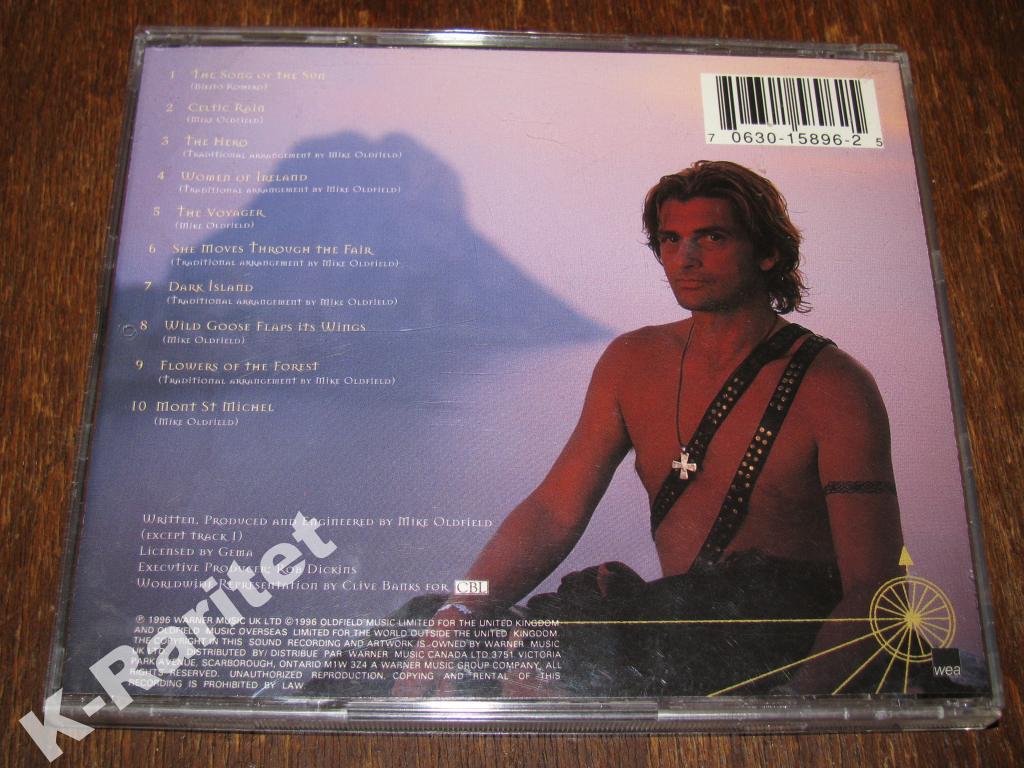 1 The Song of the Sun
(Bieito Romero)
2 Celtic Rain
(Mike Oldfield)
3 The Hero
(Traditional arrangement by Mike Oldfield)
4 Women of Ireland
(Traditional arrangement by Mike Oldfield)
5 The Voyager
(Mike Oldfield)
6 She Moves Through the Fair
(Traditional arrangement by Mike Oldfield)
7 Dark Island
(Traditional arrangement by Mike Oldfield)
8 Wild Goose Flaps its Wings
(Mike Oldfield)
9 Flowers of the Forest
(Traditional arrangement by Mike Oldfield)
10 Mont St Michel
(Mike Oldfield)
7 0630-15896-2 5
Written, Produced and Engineered by Mike Oldfield
(except track 1)
Licensed by Gema
Executive Producer: Rob Dickins
Worldwide Representation by Clive Banks for CBL
℗ 1996 WARNER MUSIC UK LTD © 1996 OLDFIELD MUSIC LIMITED FOR THE UNITED KINGDOM
AND OLDFIELD MUSIC OVERSEAS LIMITED FOR THE WORLD OUTSIDE THE UNITED KINGDOM.
THE COPYRIGHT IN THIS SOUND RECORDING AND ARTWORK IS OWNED BY WARNER MUSIC
UK LTD. DISTRIBUTED BY/DISTRIBUE PAR WARNER MUSIC CANADA LTD. 3751 VICTORIA
PARK AVENUE, SCARBOROUGH, ONTARIO M1W 3Z4 A WARNER MUSIC GROUP COMPANY. ALL
RIGHTS RESERVED. UNAUTHORIZED REPRODUCTION, COPYING AND RENTAL OF THIS
RECORDING IS PROHIBITED BY LAW.
wea
K-Raritet